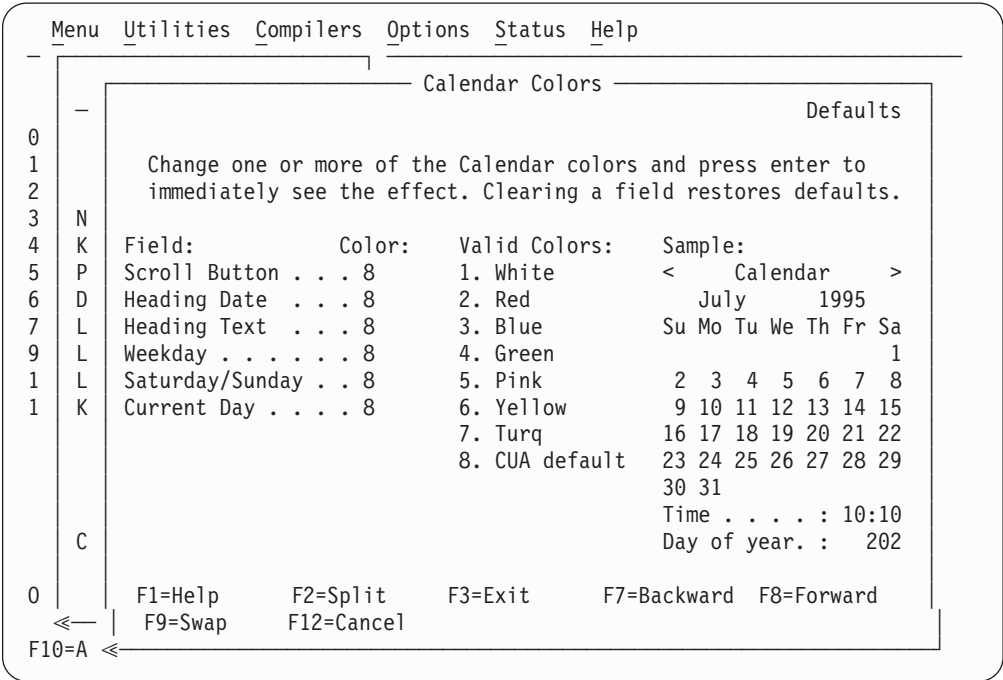 Menu Utilities Compilers Options Status Help
Calendar Colors
Defaults
0
1 Change one or more of the Calendar colors and press enter to
2 immediately see the effect. Clearing a field restores defaults.
3 N
4 K Field: Color: Valid Colors: Sample:
5 P Scroll Button . . . 8 1. White < Calendar >
6 D Heading Date . . . 8 2. Red July 1995
7 L Heading Text . . . 8 3. Blue Su Mo Tu We Th Fr Sa
9 L Weekday . . . . . . 8 4. Green 1
1 L Saturday/Sunday . . 8 5. Pink 2 3 4 5 6 7 8
1 K Current Day . . . . 8 6. Yellow 9 10 11 12 13 14 15
7. Turq 16 17 18 19 20 21 22
8. CUA default 23 24 25 26 27 28 29
30 31
Time . . . . : 10:10
C Day of year. : 202
O F1=Help F2=Split F3=Exit F7=Backward F8=Forward
F9=Swap F12=Cancel
F10=A